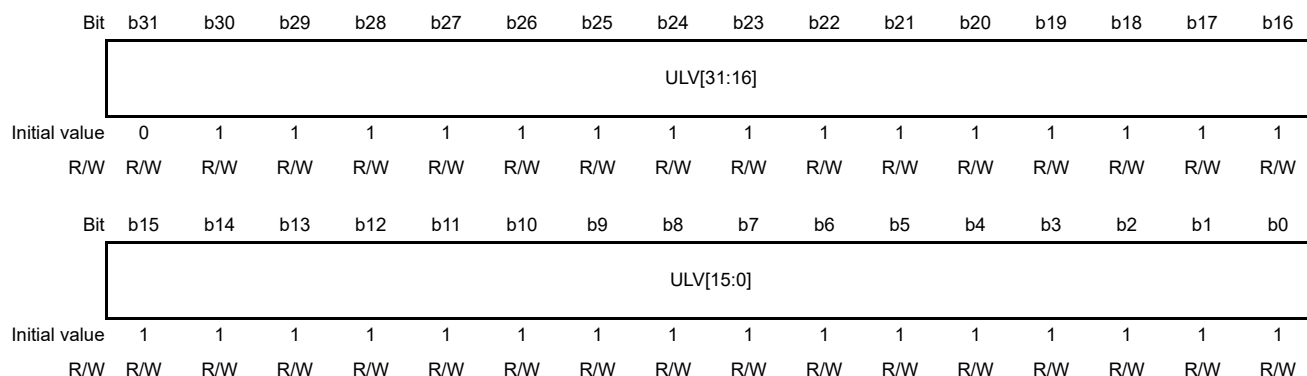 Bit b31 b30 b29 b28 b27 b26 b25 b24 b23 b22 b21 b20 b19 b18 b17 b16
ULV[31:16]
Initial value 0 1 1 1 1 1 1 1 1 1 1 1 1 1 1 1
R/W R/W R/W R/W R/W R/W R/W R/W R/W R/W R/W R/W R/W R/W R/W R/W R/W
Bit b15 b14 b13 b12 b11 b10 b9 b8 b7 b6 b5 b4 b3 b2 b1 b0
ULV[15:0]
Initial value 1 1 1 1 1 1 1 1 1 1 1 1 1 1 1 1
R/W R/W R/W R/W R/W R/W R/W R/W R/W R/W R/W R/W R/W R/W R/W R/W R/W